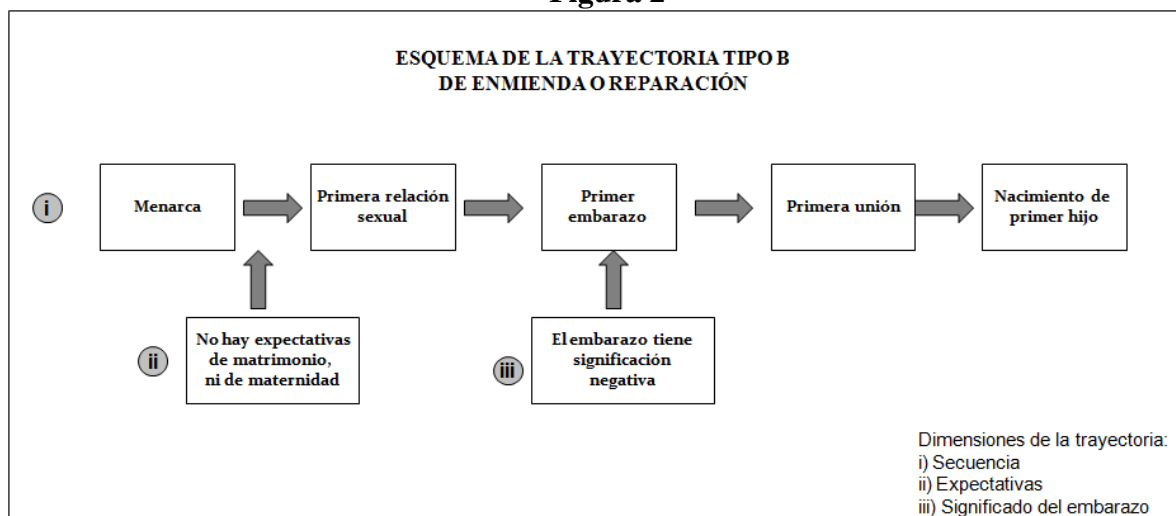 Figura 2
ESQUEMA DE LA TRAYECTORIA TIPO B
DE ENMIENDA O REPARACIÓN
i
Menarca
Primera relación
sexual
Primer
embarazo
Primera unión
Nacimiento de
primer hijo
ii
No hay expectativas
de matrimonio,
ni de maternidad
iii
El embarazo tiene
significación
negativa
Dimensiones de la trayectoria:
i) Secuencia
ii) Expectativas
iii) Significado del embarazo